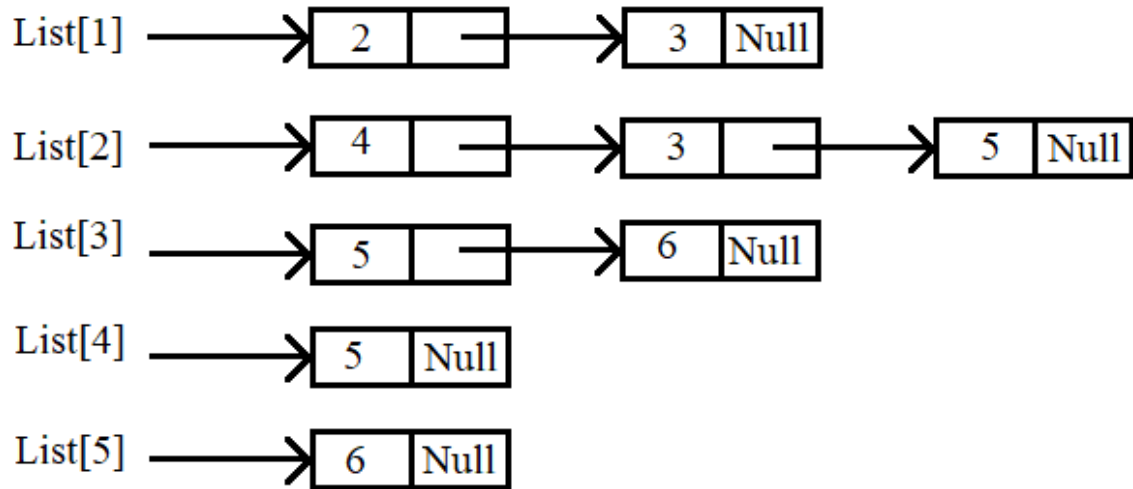 List[1] 2 3 Null
List[2] 4 3 5 Null
List[3] 5 6 Null
List[4] 5 Null
List[5] 6 Null